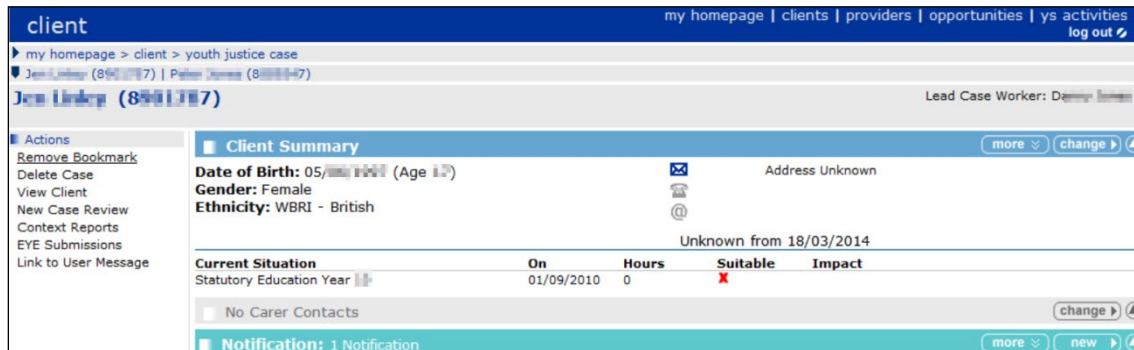 client
my homepage | clients | providers | opportunities | ys activities
log out
my homepage > client > youth justice case
Lead Case Worker:
Actions
Remove Bookmark
Delete Case
View Client
New Case Review
Context Reports
EYE Submissions
Link to User Message
Client Summary
more
change
Date of Birth: 05/ (Age
Gender: Female
Ethnicity: WBRI - British
@
Address Unknown
Unknown from 18/03/2014
Current Situation On Hours Suitable Impact
Statutory Education Year 01/09/2010 0 X
No Carer Contacts
change
Notification: 1 Notification
more
new